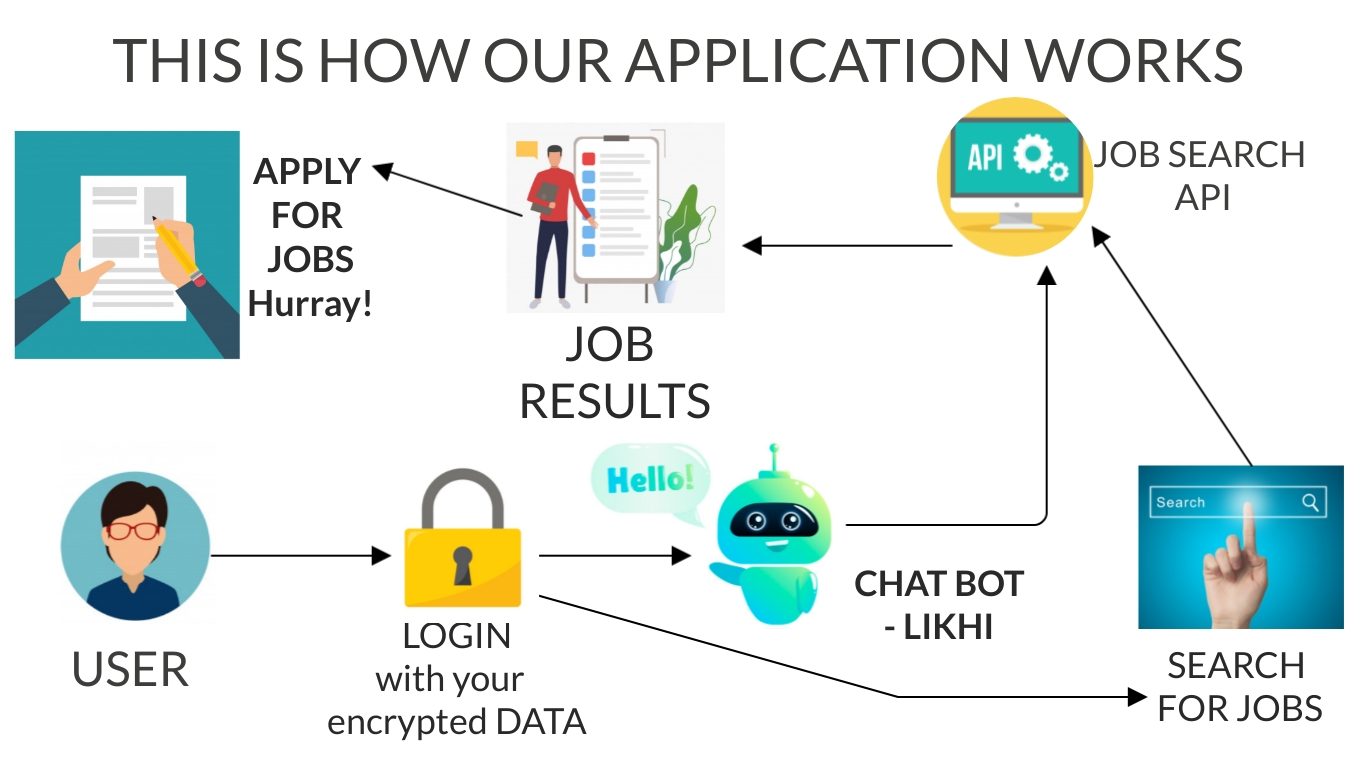 THIS IS HOW OUR APPLICATION WORKS
APPLY
FOR
JOBS
Hurray!
JOB
RESULTS
API
JOB SEARCH
API
USER
LOGIN
with your
encrypted DATA
Hello!
CHAT BOT
- LIKHI
Search
SEARCH
FOR JOBS